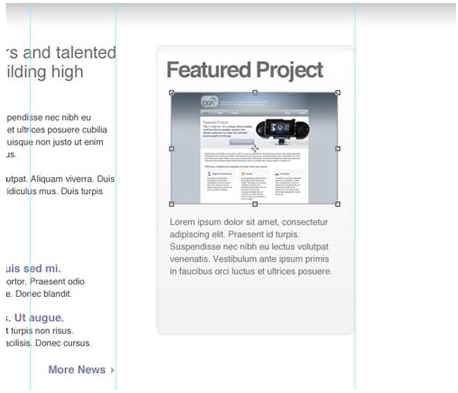 rs and talented
ilding high
pendisse nec nibh eu
et ultrices posuere cubilia
uisque non justo ut enim
us.
utpat. Aliquam viverra. Duis
idiculus mus. Duis turpis
uis sed mi.
ortor. Praesent odio
e. Donec blandit.
s. Ut augue.
t turpis non risus.
acilisis. Donec cursus.
More News
Featured Project
Featured Product
Lorem ipsum dolor sit amet, consectetur
adipiscing elit. Praesent id turpis.
Suspendisse nec nibh eu lectus volutpat
venenatis. Vestibulum ante ipsum primis
in faucibus orci luctus et ultrices posuere.